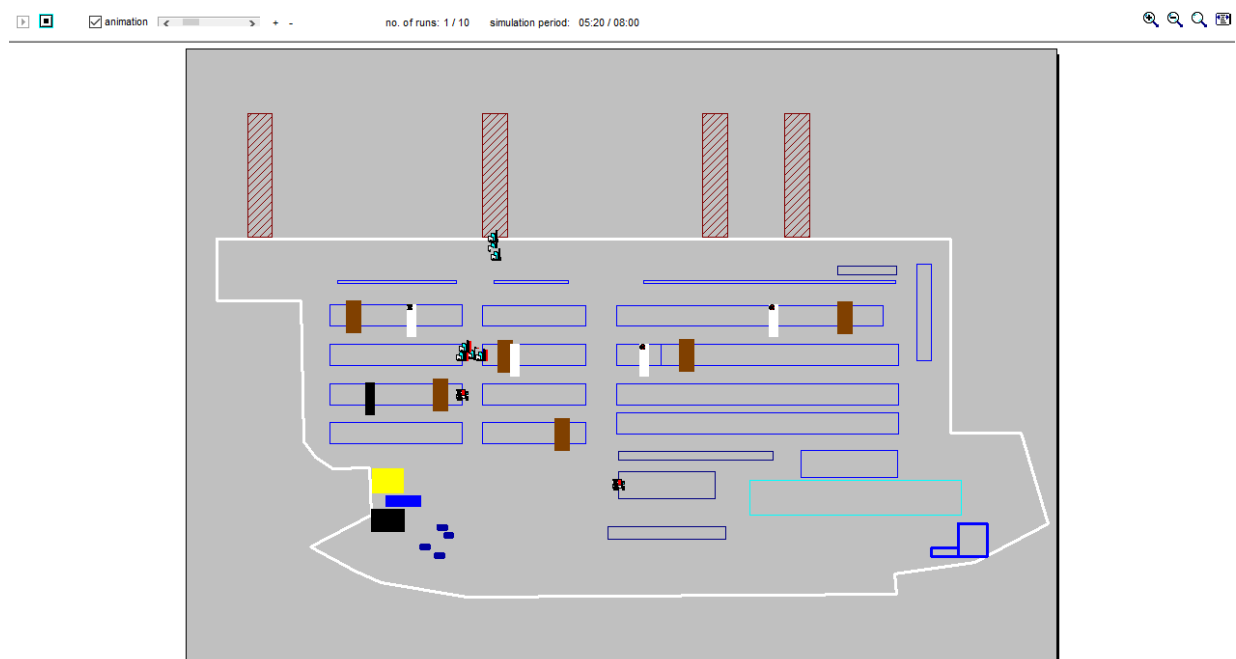 animation + - no. of runs: 1 / 10 simulation period: 05:20 / 08:00